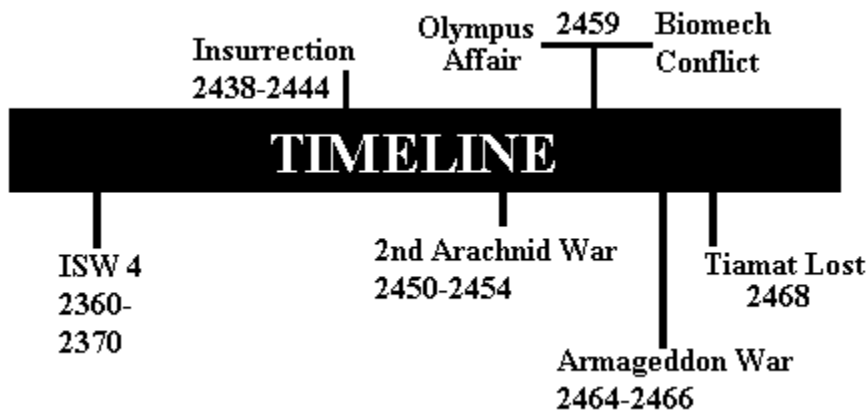 Olympus
Affair
2459
Biomech
Conflict
Insurrection
2438-2444
TIMELINE
ISW 4
2360-
2370
2nd Arachnid War
2450-2454
Tiamat Lost
2468
Armageddon War
2464-2466